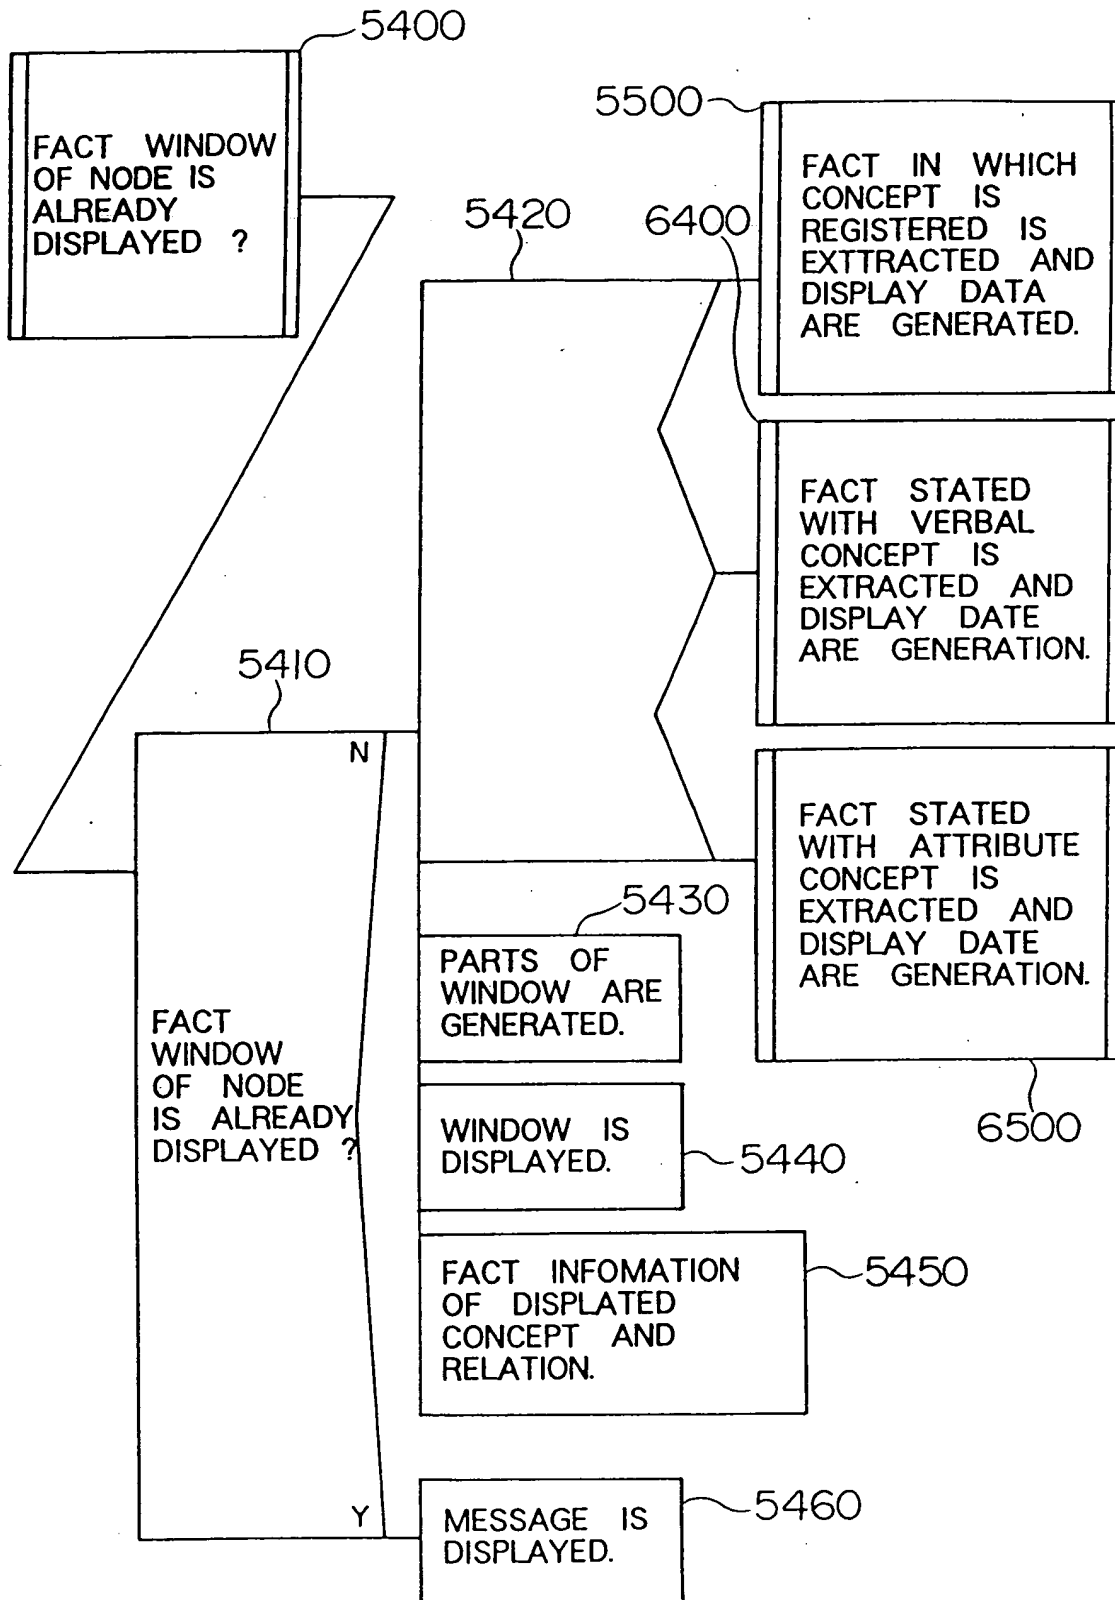 5400
FACT WINDOW
OF NODE IS
ALREADY
DISPLAYED ?
5500
FACT IN WHICH
CONCEPT IS
REGISTERED IS
EXTTRACTED AND
DISPLAY DATA
ARE GENERATED.
5420
6400
FACT STATED
WITH VERBAL
CONCEPT IS
EXTRACTED AND
DISPLAY DATE
ARE GENERATION.
5410
N
FACT
WINDOW
OF NODE
IS ALREADY
DISPLAYED ?
Y
FACT STATED
WITH ATTRIBUTE
CONCEPT IS
EXTRACTED AND
DISPLAY DATE
ARE GENERATION.
6500
5430
PARTS OF
WINDOW ARE
GENERATED.
WINDOW IS
DISPLAYED.
5440
FACT INFOMATION
OF DISPLATED
CONCEPT AND
RELATION.
5450
MESSAGE IS
DISPLAYED.
5460